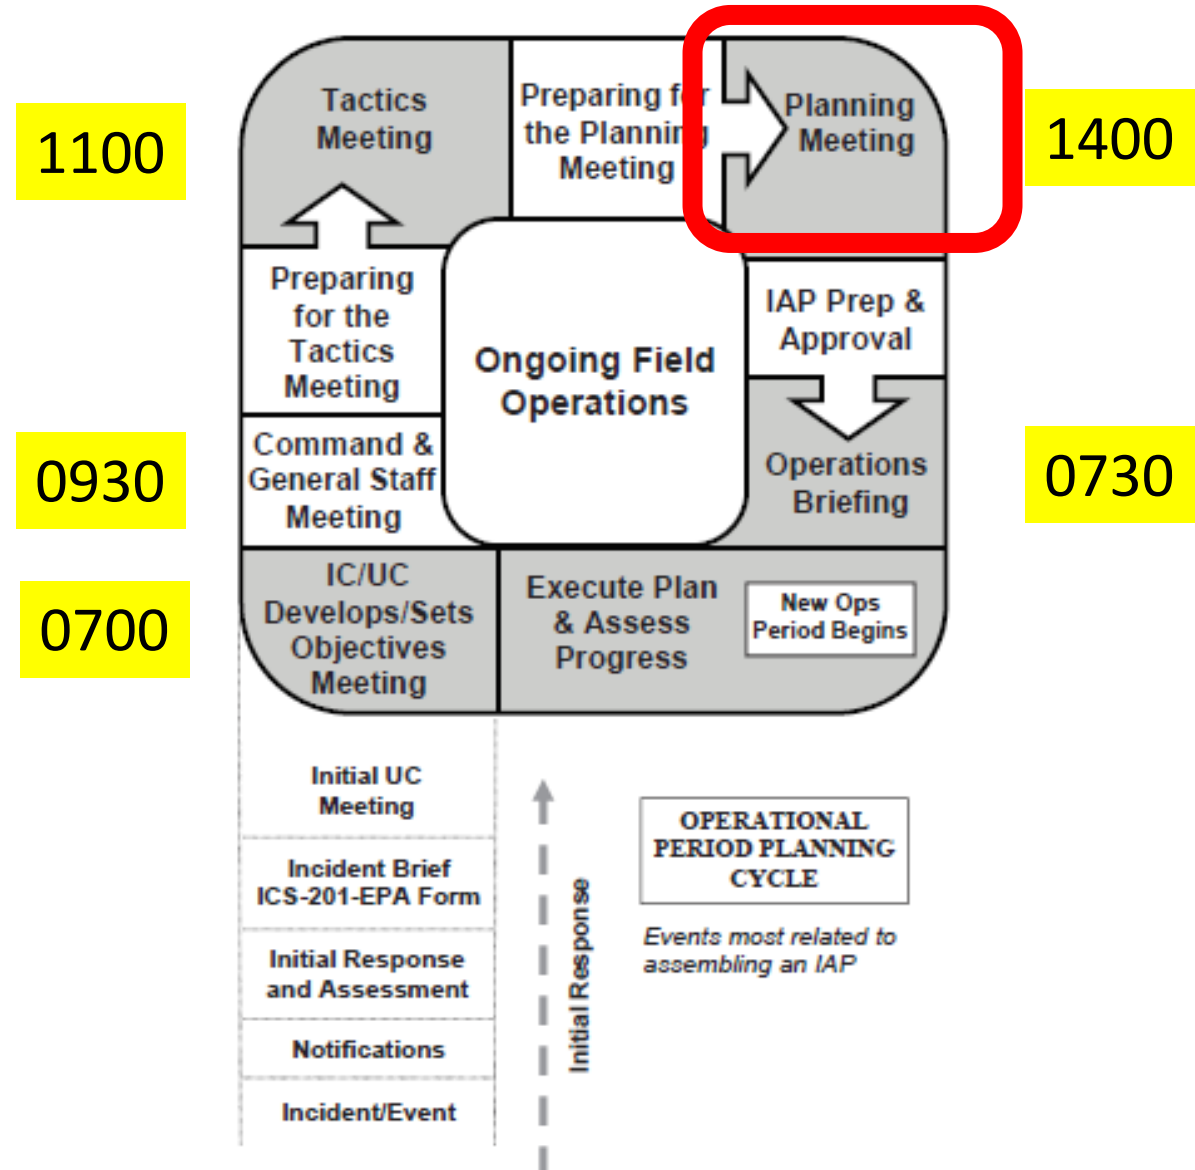 1100
Tactics
Meeting
Preparing for
the Planning
Meeting
Planning
Meeting
1400
Preparing
for the
Tactics
Meeting
IAP Prep &
Approval
Ongoing Field
Operations
0930
Command &
General Staff
Meeting
Operations
Briefing
0730
0700
IC/UC
Develops/Sets
Objectives
Meeting
Execute Plan
& Assess
Progress
New Ops
Period Begins
Initial UC
Meeting
Incident Brief
ICS-201-EPA Form
Initial Response
and Assessment
Notifications
Incident/Event
Initial Response
OPERATIONAL
PERIOD PLANNING
CYCLE
Events most related to
assembling an IAP